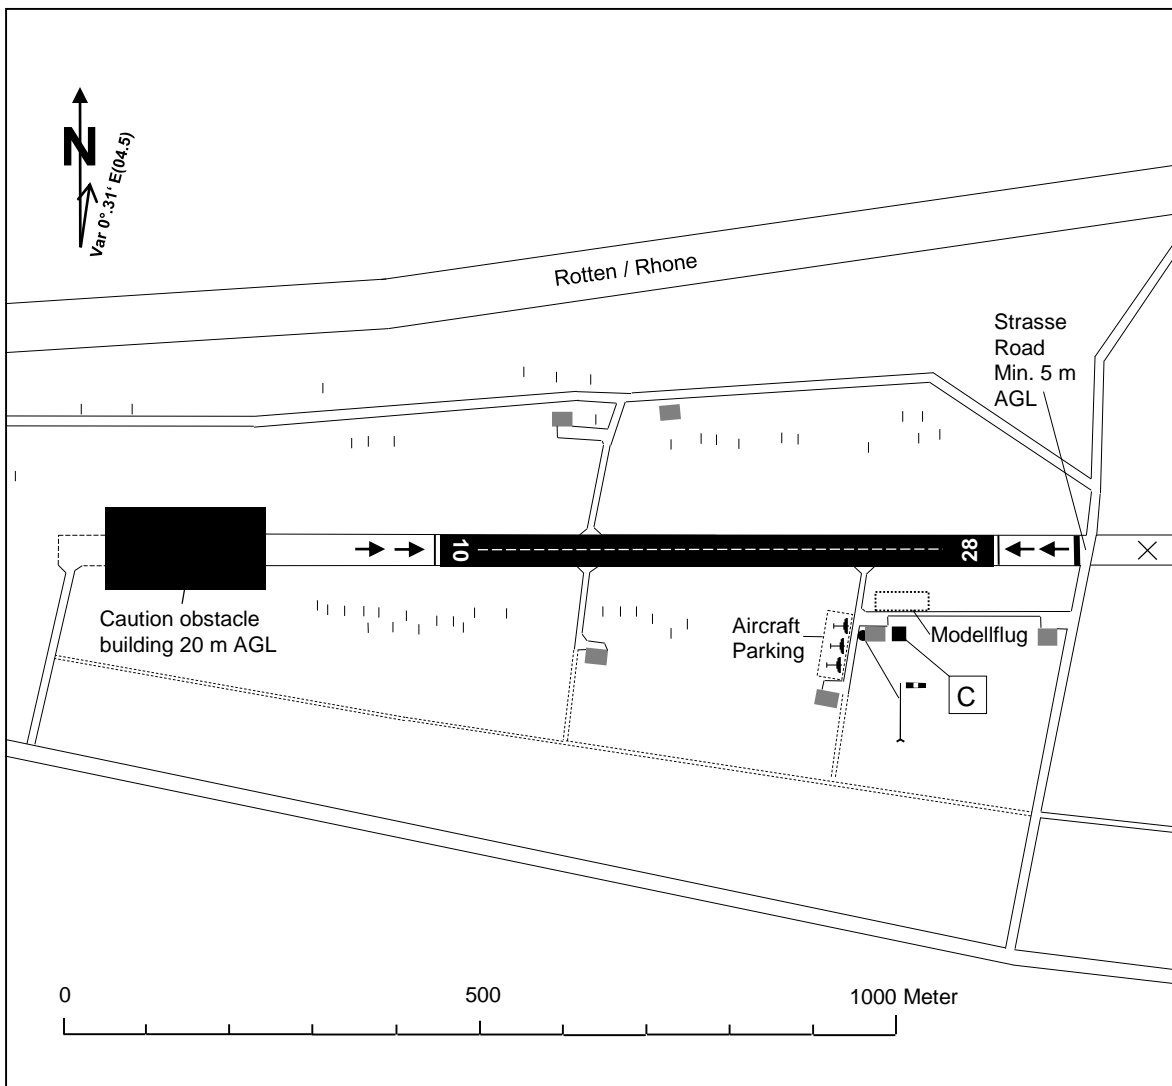 N
Var 0°.31' E(04.5)
Rotten / Rhone
Strasse
Road
Min. 5 m
AGL
10
28
Caution obstacle
building 20 m AGL
Aircraft
Parking
Modellflug
C
0
500
1000 Meter